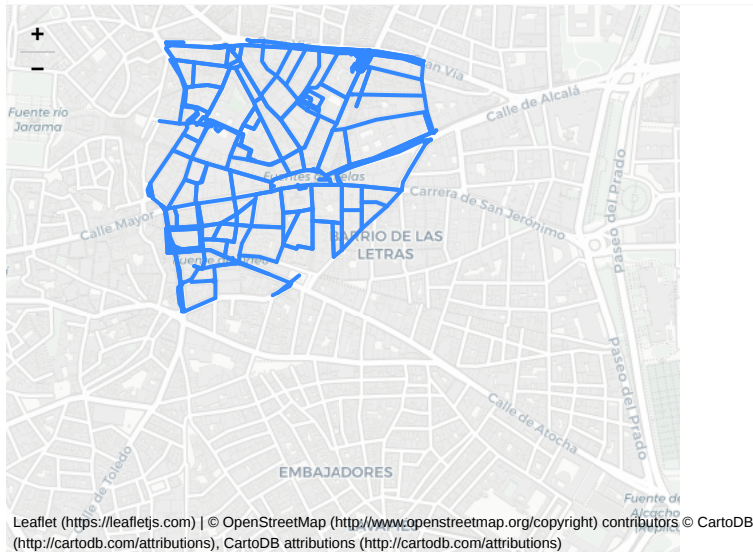 +
−
Gran Vía
Fuente río
Jarama
Calle de Alcalá
Carrera de San Jerónimo
Paseo del Prado
Calle Mayor
BARRIO DE LAS
LETRAS
Paseo del Prado
Calle de Atocha
EMBAJADORES
Calle de Toledo
Fuente de
Alcacho
(Réplic
Leaflet (https://leafletjs.com) | © OpenStreetMap (http://www.openstreetmap.org/copyright) contributors © CartoDB
(http://cartodb.com/attributions), CartoDB attributions (http://cartodb.com/attributions)